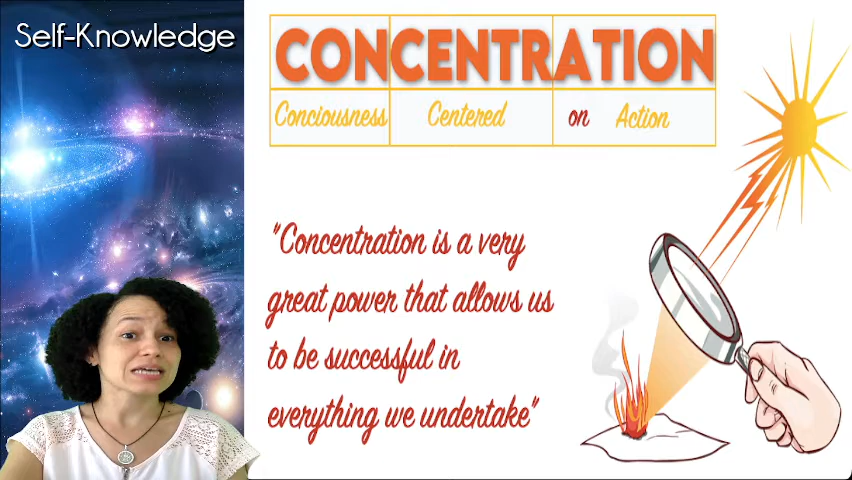 Self-Knowledge
CONCENTRATION
Conciousness Centered on Action
"Concentration is a very
great power that allows us
to be successful in
everything we undertake"